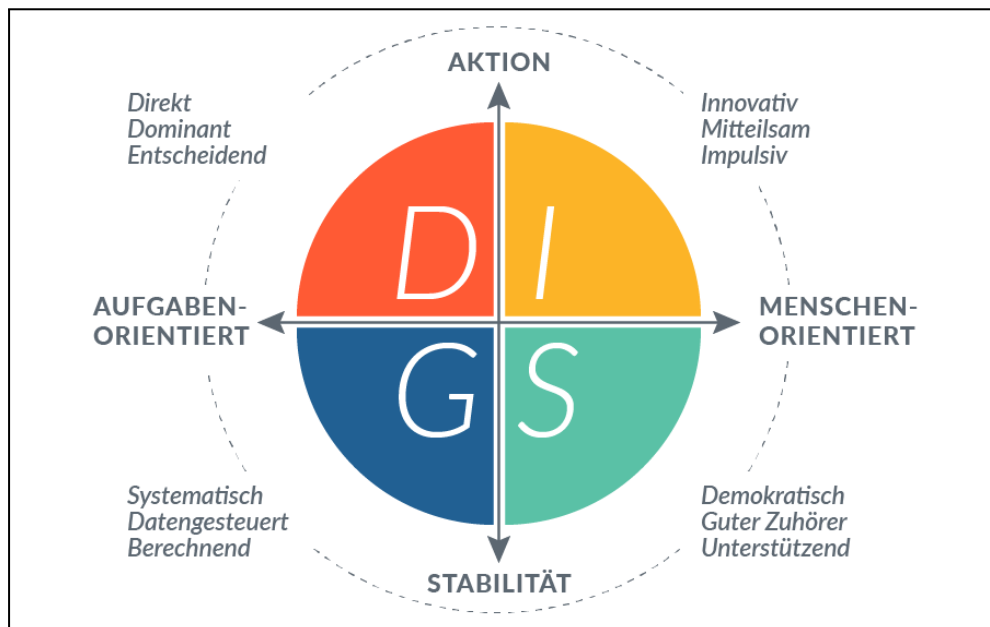 AKTION
Direkt
Dominant
Entscheidend
Innovativ
Mitteilsam
Impulsiv
D
I
AUFGABEN-
ORIENTIERT
MENSCHEN-
ORIENTIERT
G
S
Systematisch
Datengesteuert
Berechnend
Demokratisch
Guter Zuhörer
Unterstützend
STABILITÄT